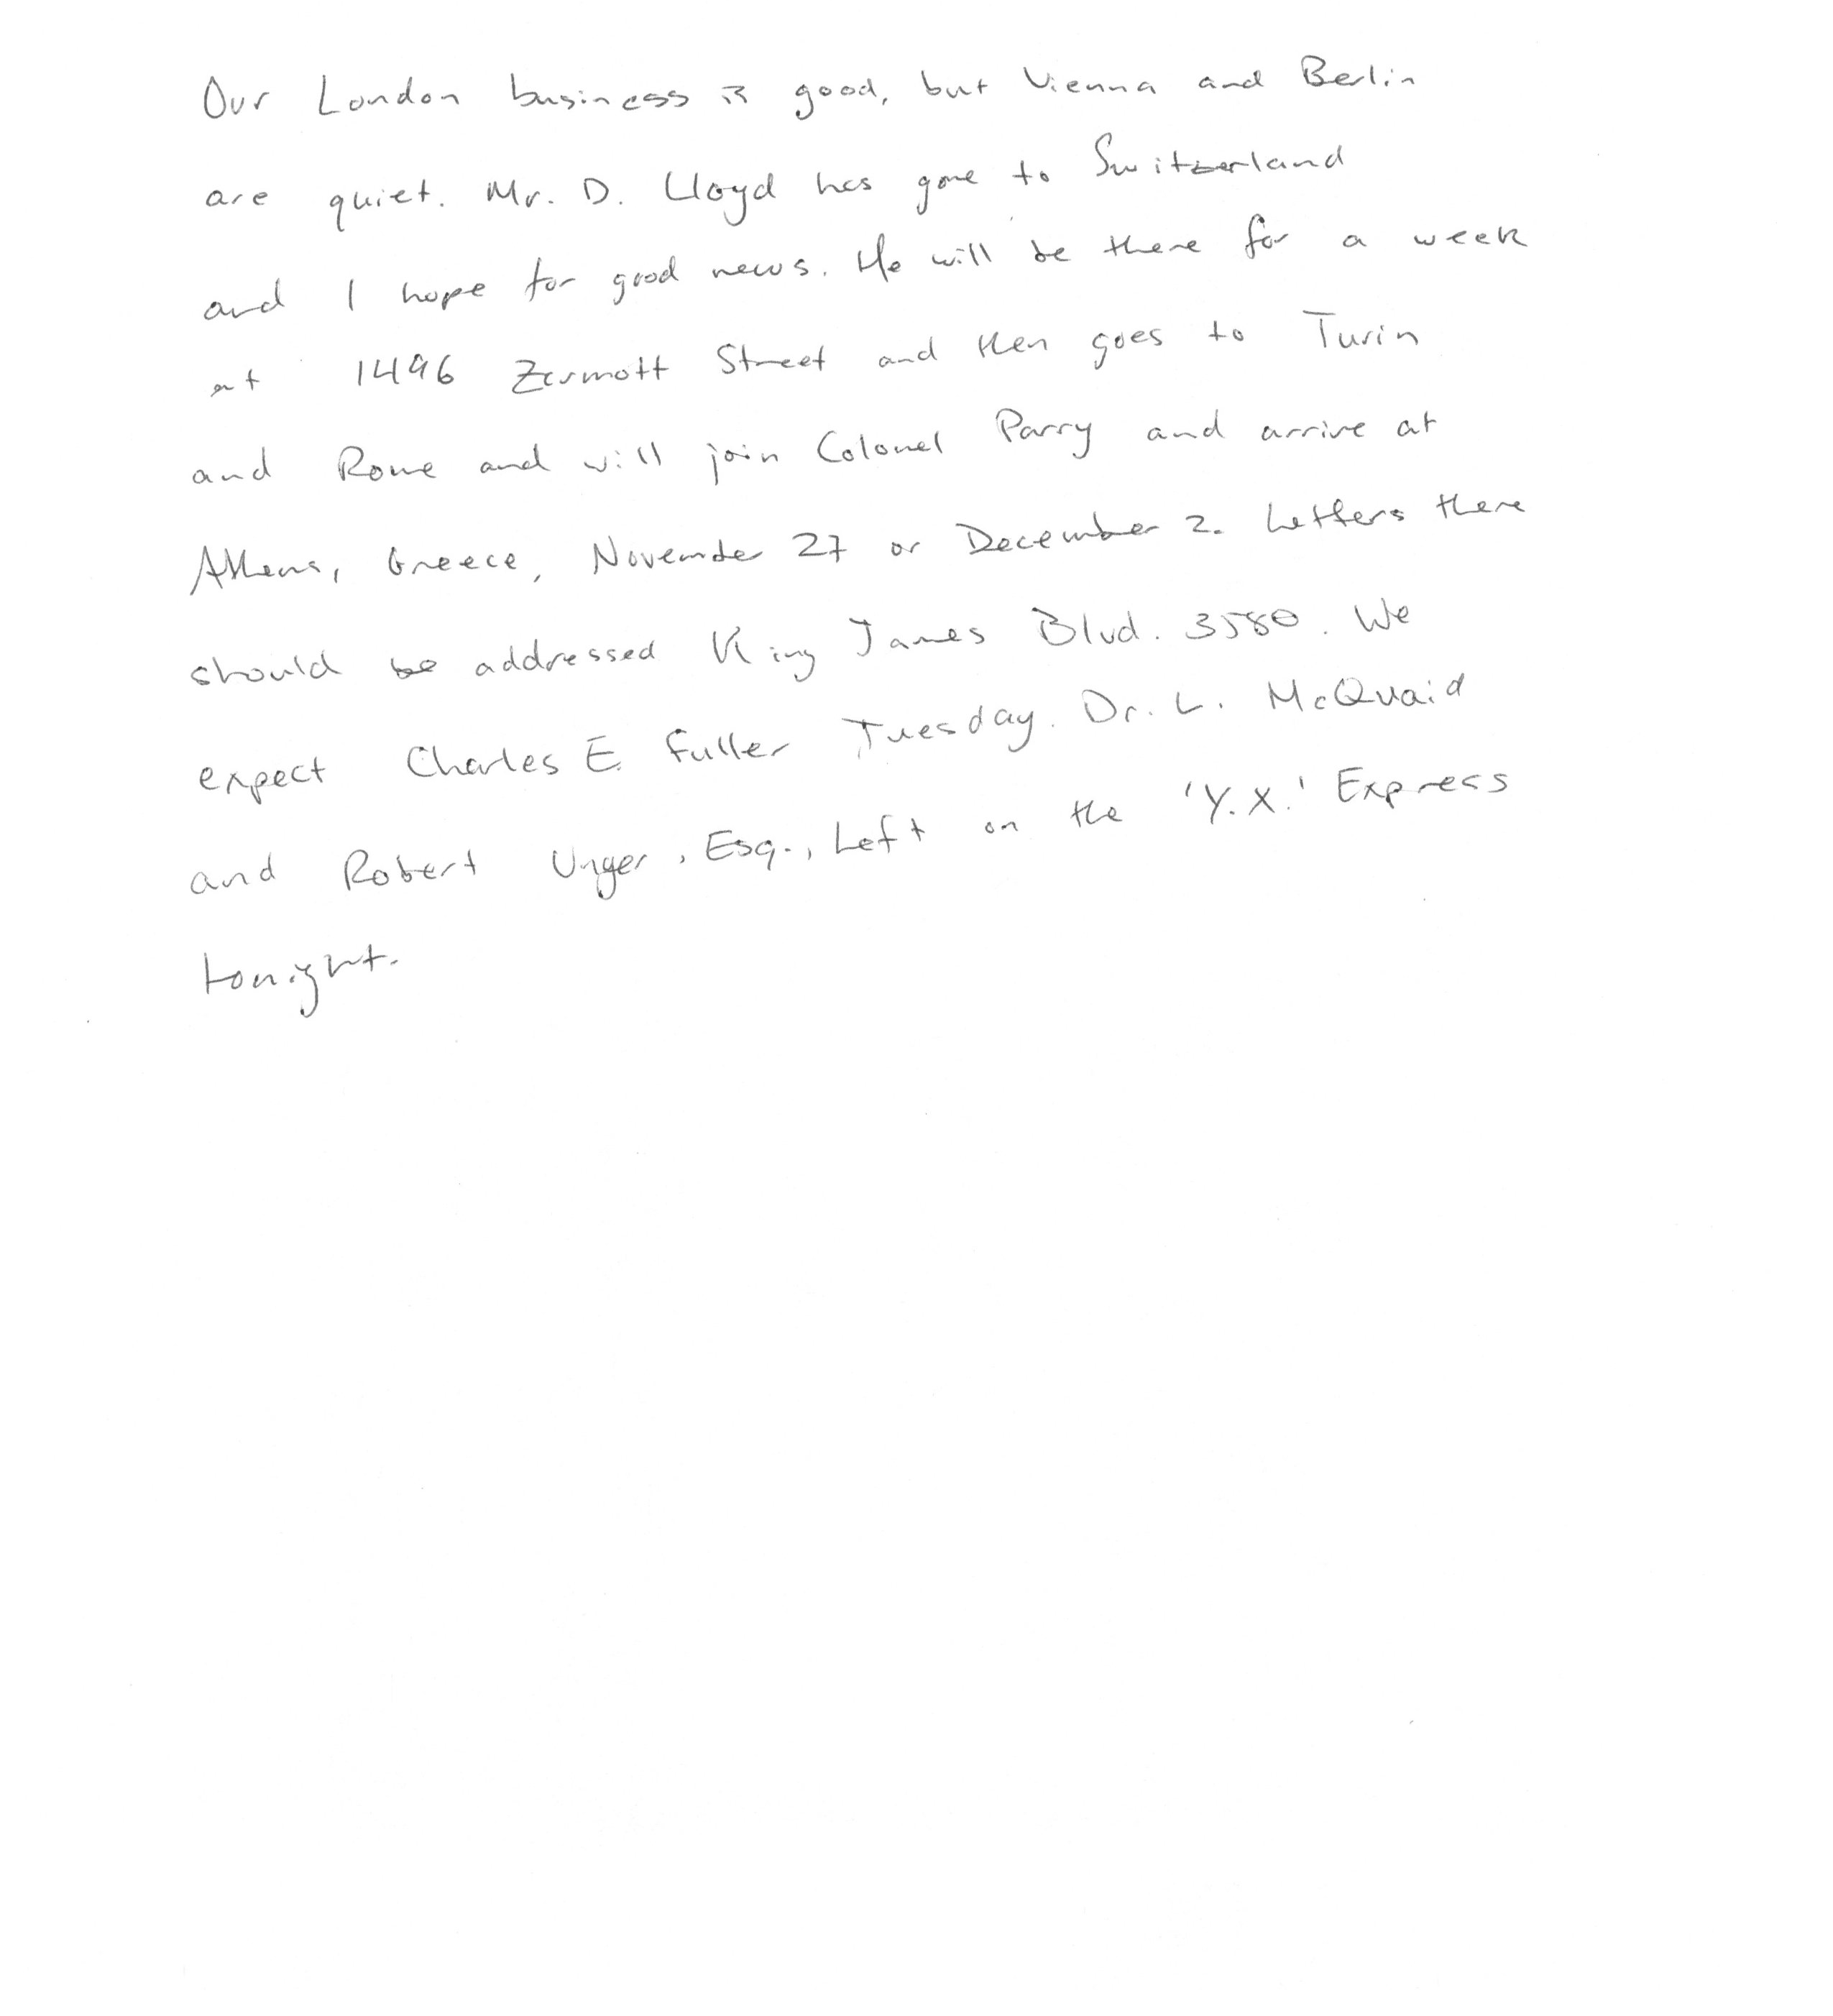 Our London business is good, but Vienna and Berlin
are quiet. Mr. D. Lloyd has gone to Switzerland
and I hope for good news. He will be there for a week
at 1496 Zermott Street and then goes to Turin
and Rome and will join Colonel Parry and arrive at
Athens, Greece, November 27 or December 2. Letters there
should be addressed King James Blvd. 3580. We
expect Charles E. Fuller Tuesday. Dr. L. McQuaid
and Robert Unger, Esq., Left on the 'Y.X.' Express
tonight.